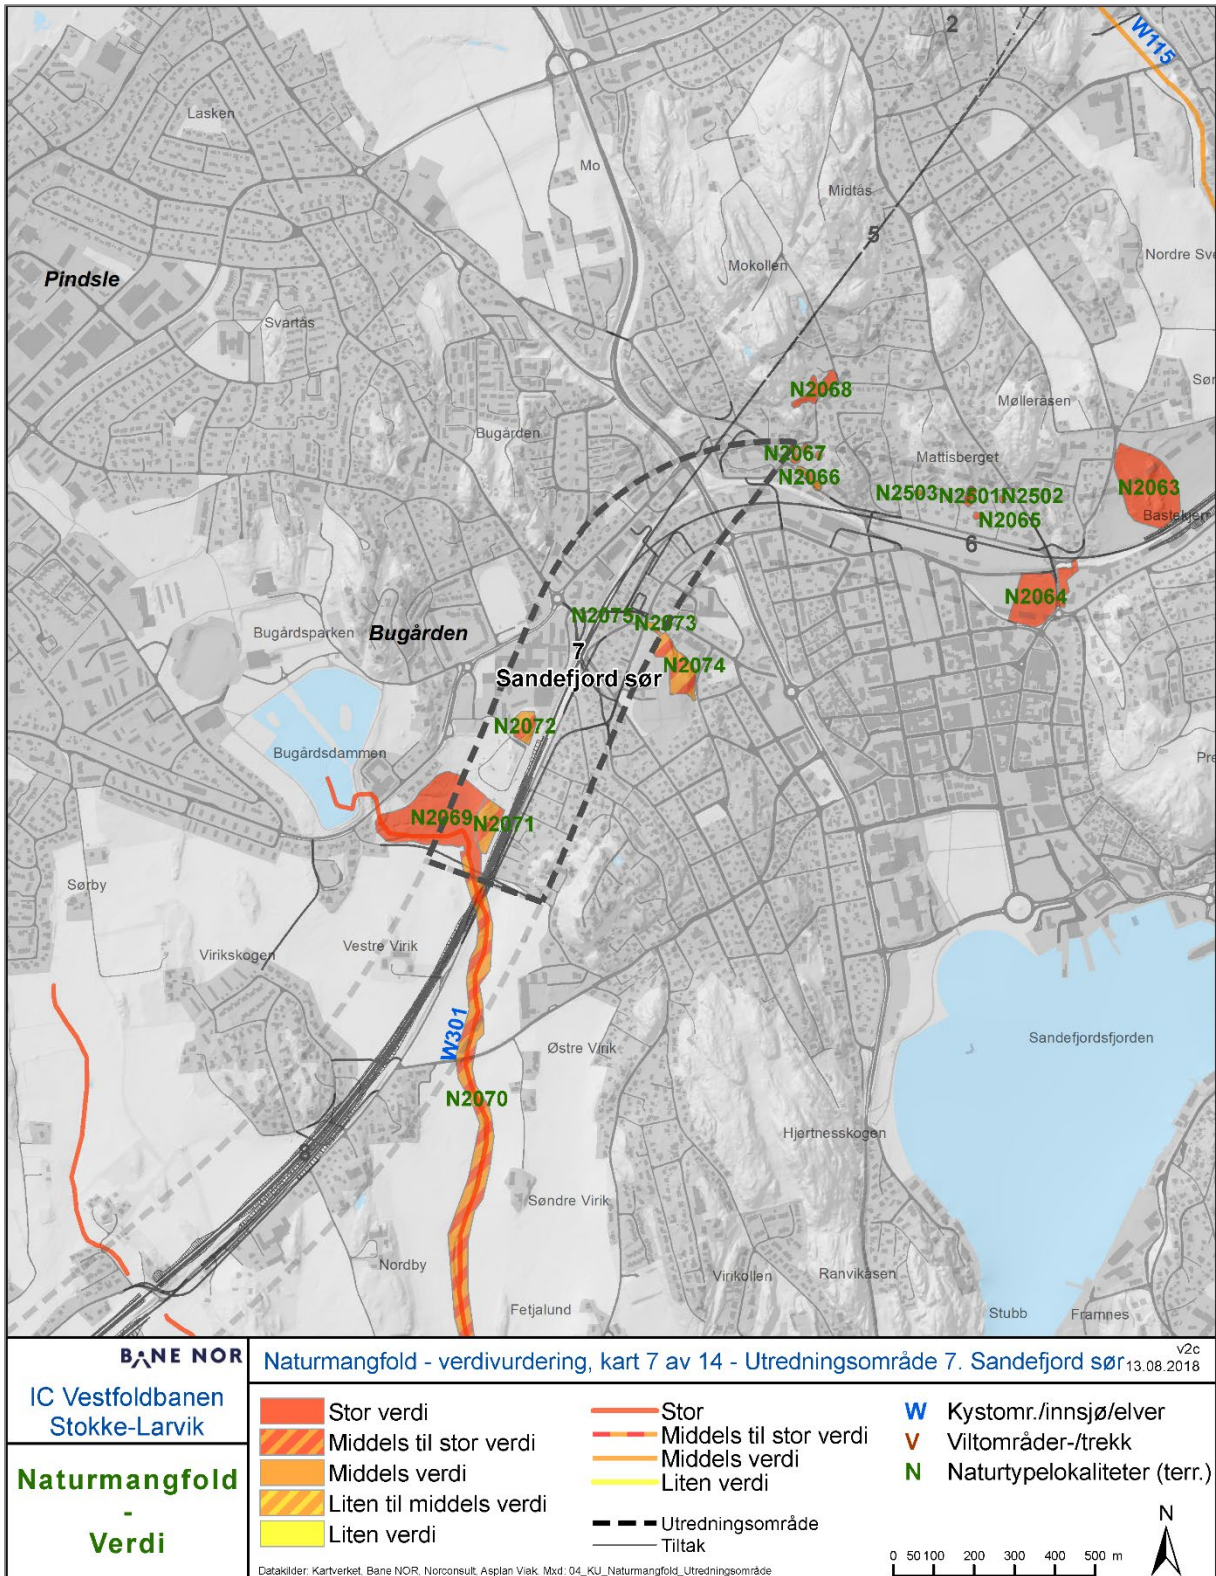 2
W115
Lasken
Mo
Midtås
5
Nordre Sve
Mokollen
Pindsle
Svartås
N2068
Sør
Mølleråsen
Bugården
N2067
Mattisberget
N2066
N2503
N2501
N2502
N2063
N2065
Bastekjerr
6
N2064
N2075
N2073
Bugårdsparken
Bugården
7
Sandefjord sør
N2074
N2072
Bugårdsdammen
Pre
N2069
N2071
Sørby
Vestre Virik
Virikskogen
W301
Østre Virik
Sandefjordsfjorden
N2070
Hjertnesskogen
8
Søndre Virik
Nordby
Virikollen
Ranvikåsen
Fetjalund
Stubb
Framnes
BANE NOR
IC Vestfoldbanen
Stokke-Larvik
Naturmangfold
-
Verdi
Naturmangfold - verdivurdering, kart 7 av 14 - Utredningsområde 7. Sandefjord sør
v2c
13.08.2018
Stor verdi
Middels til stor verdi
Middels verdi
Liten til middels verdi
Liten verdi
Stor
Middels til stor verdi
Middels verdi
Liten verdi
Utredningsområde
Tiltak
W Kystomr./innsjø/elver
V Viltområder-/trekk
N Naturtypelokaliteter (terr.)
N
0 50 100 200 300 400 500 m
Datakilder: Kartverket, Bane NOR, Norconsult, Asplan Viak. Mxd: 04_KU_Naturmangfold_Utredningsområde